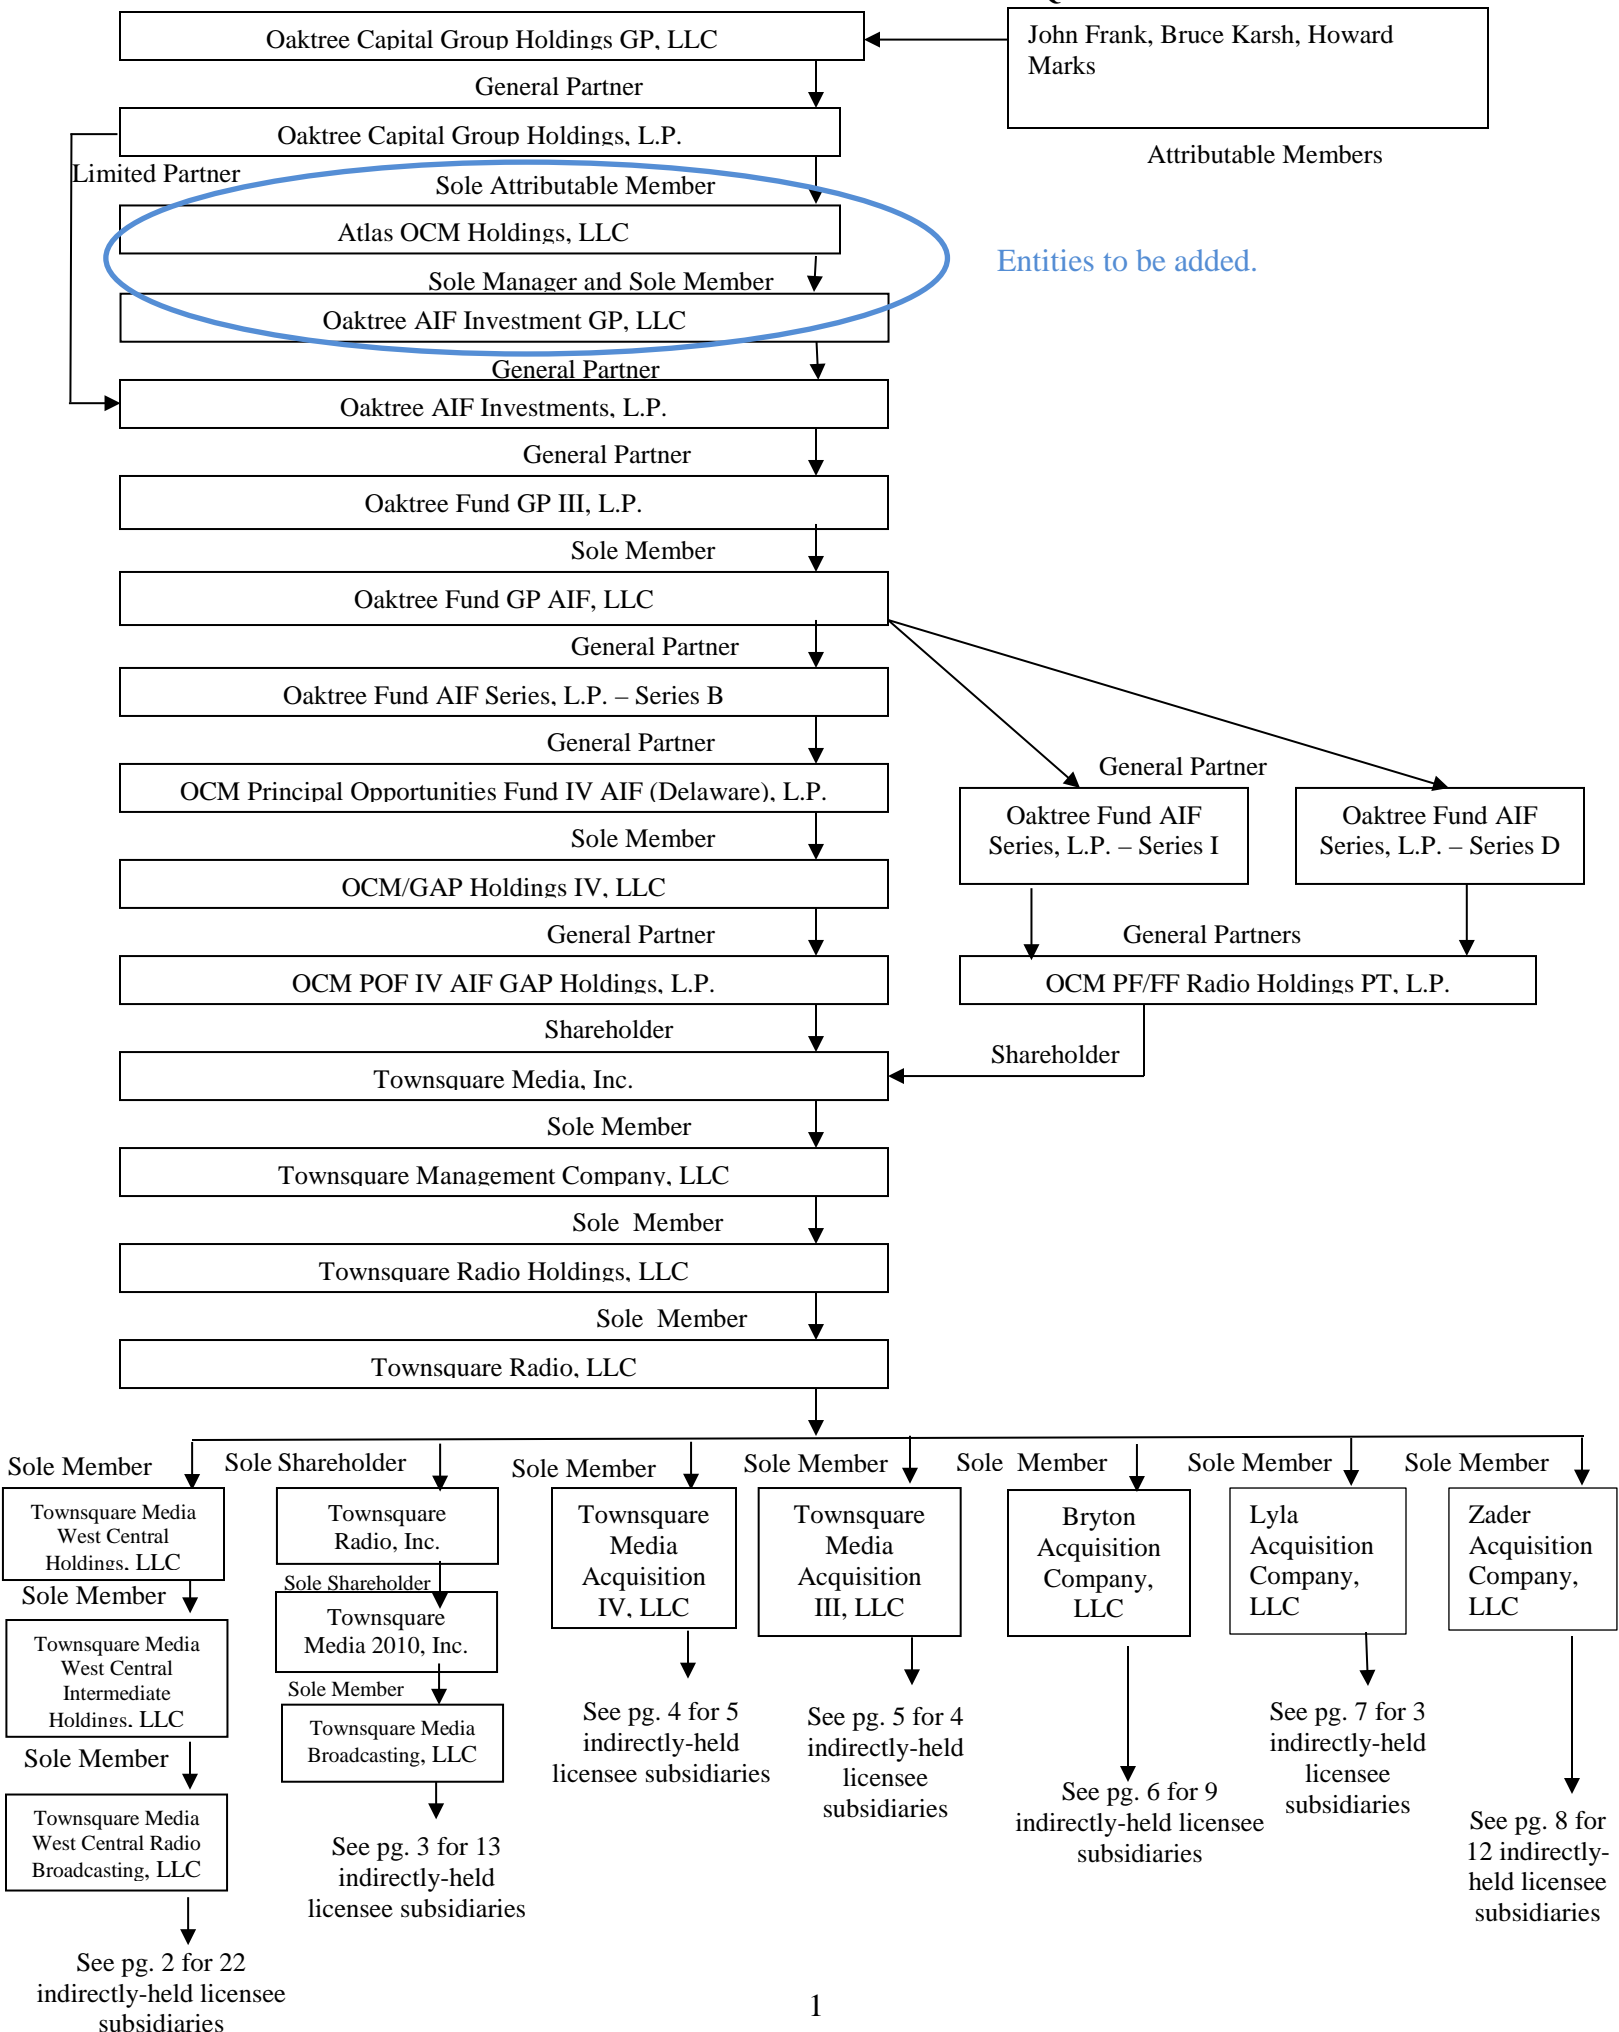 Oaktree Capital Group Holdings GP, LLC
John Frank, Bruce Karsh, Howard
Marks
General Partner
Oaktree Capital Group Holdings, L.P.
Attributable Members
Limited Partner
Sole Attributable Member
Atlas OCM Holdings, LLC
Entities to be added.
Sole Manager and Sole Member
Oaktree AIF Investment GP, LLC
General Partner
Oaktree AIF Investments, L.P.
General Partner
Oaktree Fund GP III, L.P.
Sole Member
Oaktree Fund GP AIF, LLC
General Partner
Oaktree Fund AIF Series, L.P. – Series B
General Partner
OCM Principal Opportunities Fund IV AIF (Delaware), L.P.
General Partner
Oaktree Fund AIF
Series, L.P. – Series I
Oaktree Fund AIF
Series, L.P. – Series D
Sole Member
OCM/GAP Holdings IV, LLC
General Partner
General Partners
OCM POF IV AIF GAP Holdings, L.P.
OCM PF/FF Radio Holdings PT, L.P.
Shareholder
Shareholder
Townsquare Media, Inc.
Sole Member
Townsquare Management Company, LLC
Sole  Member
Townsquare Radio Holdings, LLC
Sole  Member
Townsquare Radio, LLC
Sole Member
Townsquare Media
West Central
Holdings, LLC
Sole Member
Townsquare Media
West Central
Intermediate
Holdings, LLC
Sole Member
Townsquare Media
West Central Radio
Broadcasting, LLC
See pg. 2 for 22
indirectly-held licensee
subsidiaries
Sole Shareholder
Townsquare
Radio, Inc.
Sole Shareholder
Townsquare
Media 2010, Inc.
Sole Member
Townsquare Media
Broadcasting, LLC
See pg. 3 for 13
indirectly-held
licensee subsidiaries
Sole Member
Townsquare
Media
Acquisition
IV, LLC
See pg. 4 for 5
indirectly-held
licensee subsidiaries
Sole Member
Townsquare
Media
Acquisition
III, LLC
See pg. 5 for 4
indirectly-held
licensee
subsidiaries
Sole  Member
Bryton
Acquisition
Company,
LLC
See pg. 6 for 9
indirectly-held licensee
subsidiaries
Sole Member
Lyla
Acquisition
Company,
LLC
See pg. 7 for 3
indirectly-held
licensee
subsidiaries
Sole Member
Zader
Acquisition
Company,
LLC
See pg. 8 for
12 indirectly-
held licensee
subsidiaries
1